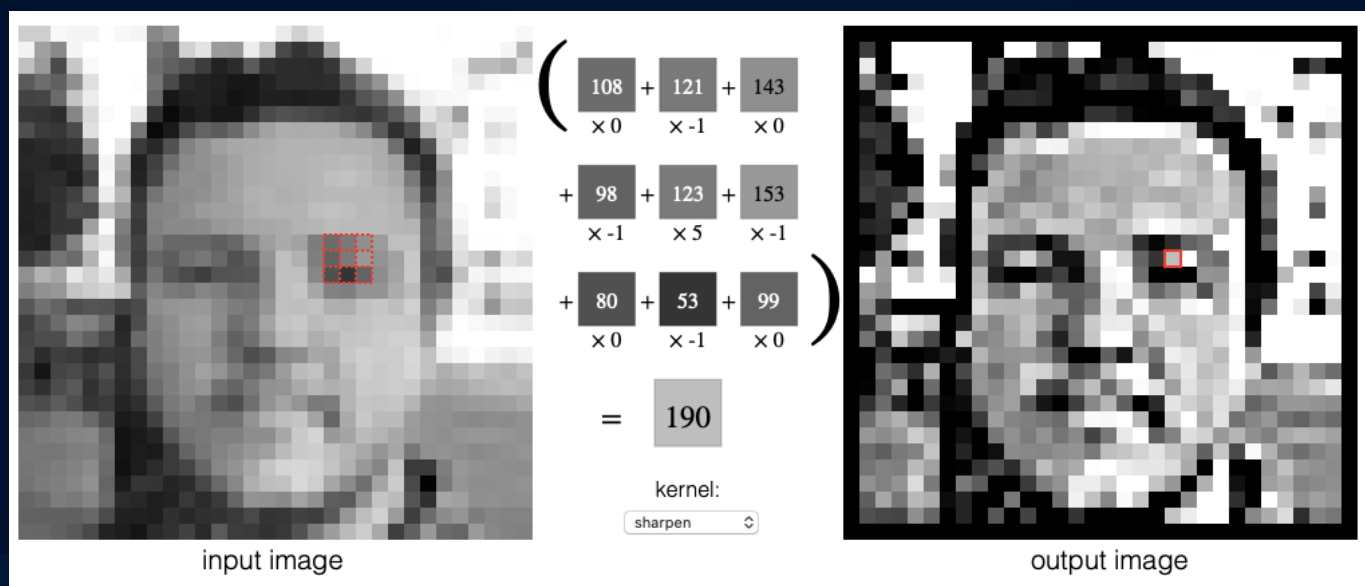 ( 108 + 121 + 143
× 0 × -1 × 0
+ 98 + 123 + 153
× -1 × 5 × -1
+ 80 + 53 + 99 )
× 0 × -1 × 0
= 190
kernel:
sharpen
input image
output image